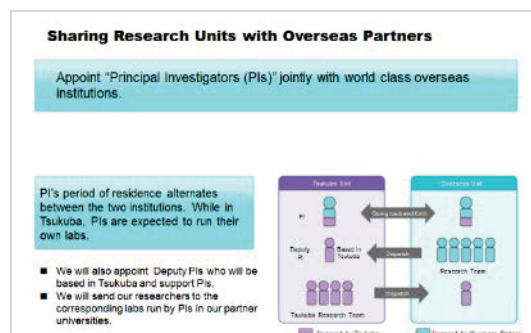 Sharing Research Units with Overseas Partners
Appoint "Principal Investigators (PIs)" jointly with world class overseas
institutions.
PI's period of residence alternates
between the two institutions. While in
Tsukuba, PIs are expected to run their
own labs.
■ We will also appoint Deputy PIs who will be
based in Tsukuba and support PIs.
■ We will send our researchers to the
corresponding labs run by PIs in our partner
universities.
Tsukuba Unit
Overseas Unit
PI
Going back and forth
Deputy
PI
Based in
Tsukuba
Dispatch
Research Team
Dispatch
Tsukuba Research Team